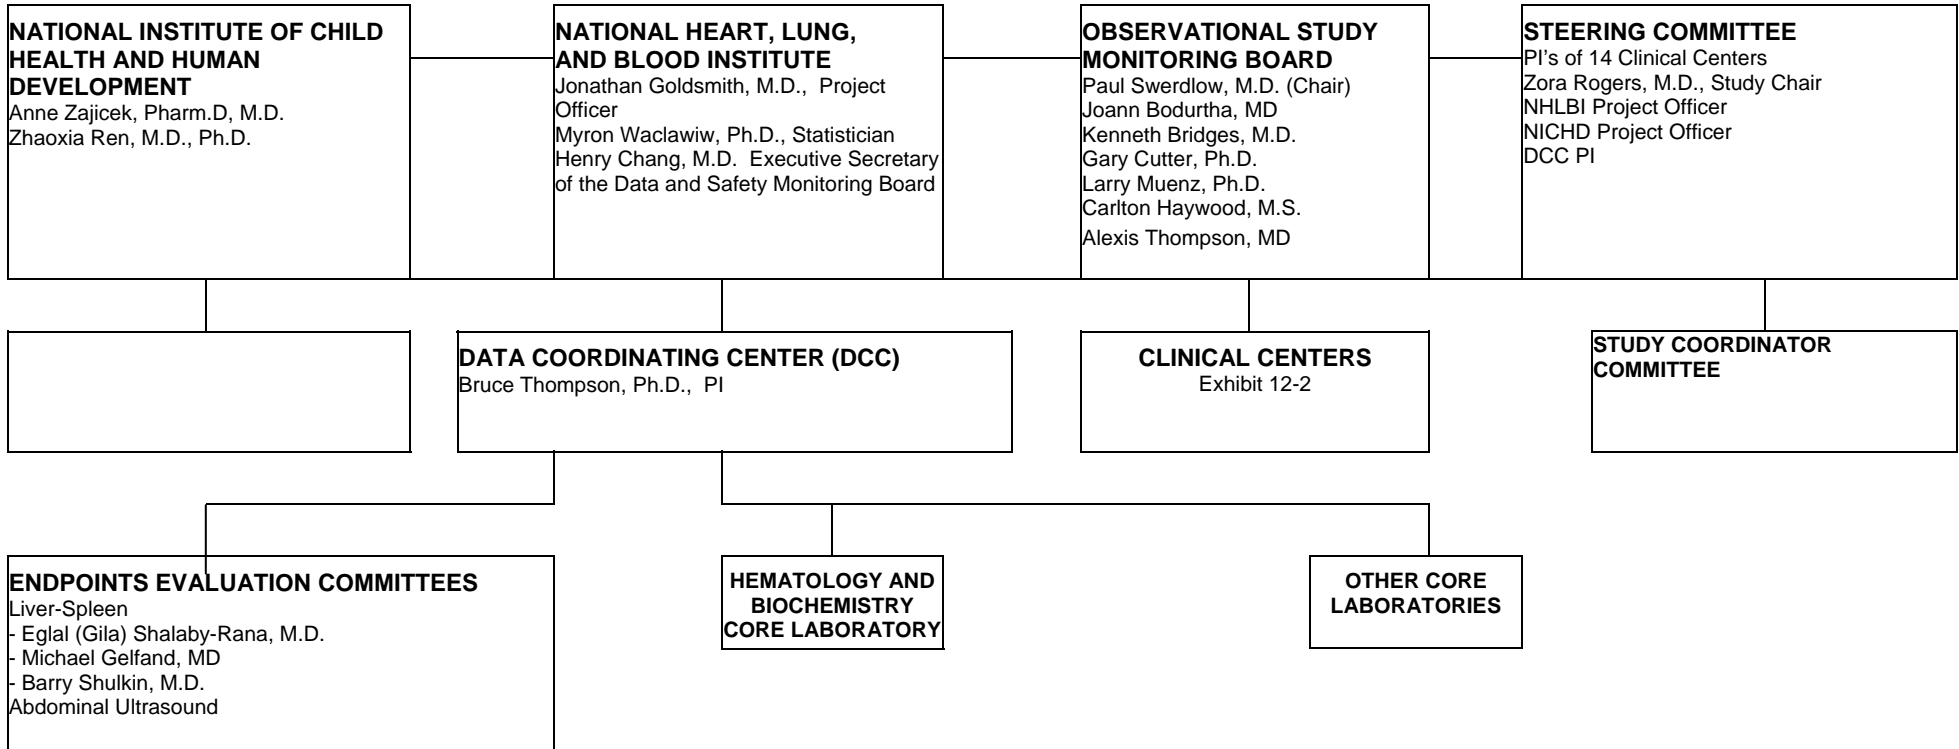 NATIONAL INSTITUTE OF CHILD
HEALTH AND HUMAN
DEVELOPMENT
Anne Zajicek, Pharm.D, M.D.
Zhaoxia Ren, M.D., Ph.D.
NATIONAL HEART, LUNG,
AND BLOOD INSTITUTE
Jonathan Goldsmith, M.D., Project
Officer
Myron Waclawiw, Ph.D., Statistician
Henry Chang, M.D. Executive Secretary
of the Data and Safety Monitoring Board
OBSERVATIONAL STUDY
MONITORING BOARD
Paul Swerdlow, M.D. (Chair)
Joann Bodurtha, MD
Kenneth Bridges, M.D.
Gary Cutter, Ph.D.
Larry Muenz, Ph.D.
Carlton Haywood, M.S.
Alexis Thompson, MD
STEERING COMMITTEE
PI's of 14 Clinical Centers
Zora Rogers, M.D., Study Chair
NHLBI Project Officer
NICHD Project Officer
DCC PI
DATA COORDINATING CENTER (DCC)
Bruce Thompson, Ph.D., PI
CLINICAL CENTERS
Exhibit 12-2
STUDY COORDINATOR
COMMITTEE
ENDPOINTS EVALUATION COMMITTEES
Liver-Spleen
- Eglal (Gila) Shalaby-Rana, M.D.
- Michael Gelfand, MD
- Barry Shulkin, M.D.
Abdominal Ultrasound
HEMATOLOGY AND
BIOCHEMISTRY
CORE LABORATORY
OTHER CORE
LABORATORIES